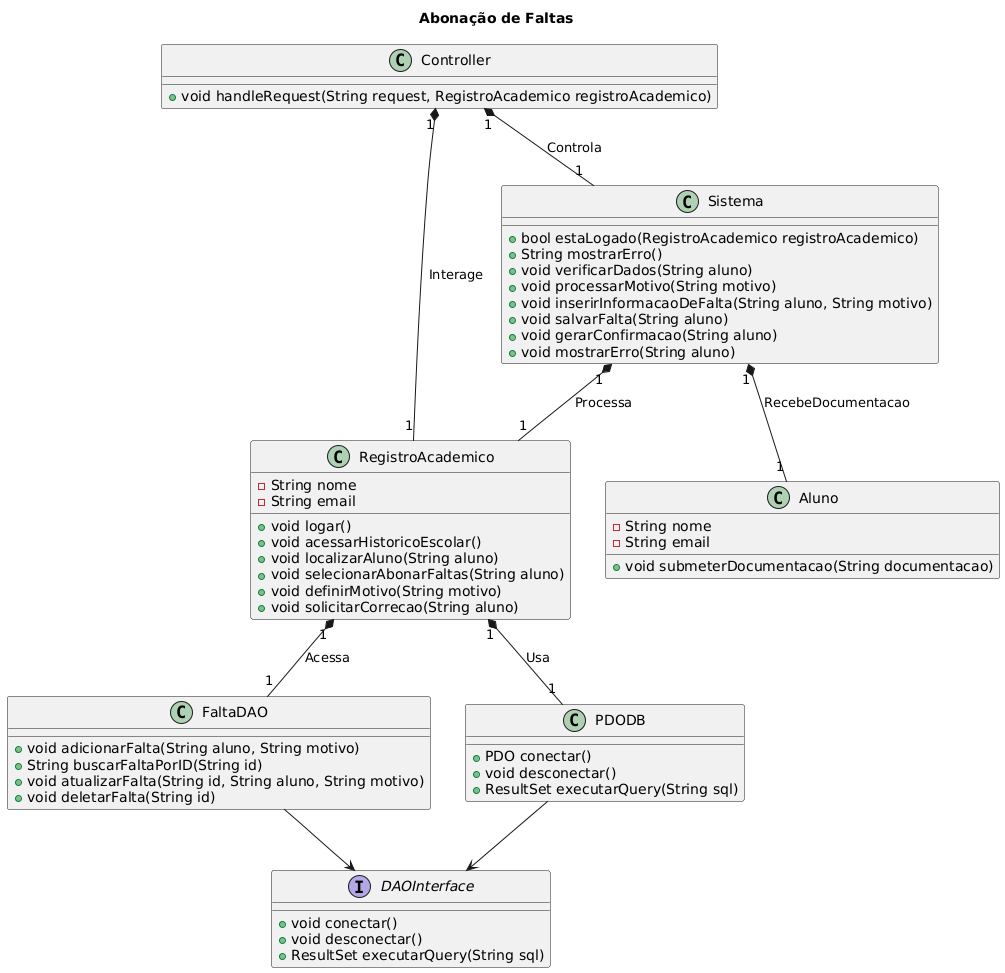 Abonação de Faltas
C Controller
void handleRequest(String request, RegistroAcademico registroAcademico)
1
1
Controla
1
C Sistema
bool estaLogado(RegistroAcademico registroAcademico)
String mostrarErro()
void verificarDados(String aluno)
void processarMotivo(String motivo)
void inserirInformacaoDeFalta(String aluno, String motivo)
void salvarFalta(String aluno)
void gerarConfirmacao(String aluno)
void mostrarErro(String aluno)
Interage
1
1
Processa
RecebeDocumentacao
1
1
1
C RegistroAcademico
String nome
String email
void logar()
void acessarHistoricoEscolar()
void localizarAluno(String aluno)
void selecionarAbonarFaltas(String aluno)
void definirMotivo(String motivo)
void solicitarCorrecao(String aluno)
C Aluno
String nome
String email
void submeterDocumentacao(String documentacao)
1
1
Acessa
Usa
1
1
C FaltaDAO
void adicionarFalta(String aluno, String motivo)
String buscarFaltaPorID(String id)
void atualizarFalta(String id, String aluno, String motivo)
void deletarFalta(String id)
C PDODB
PDO conectar()
void desconectar()
ResultSet executarQuery(String sql)
I DAOInterface
void conectar()
void desconectar()
ResultSet executarQuery(String sql)